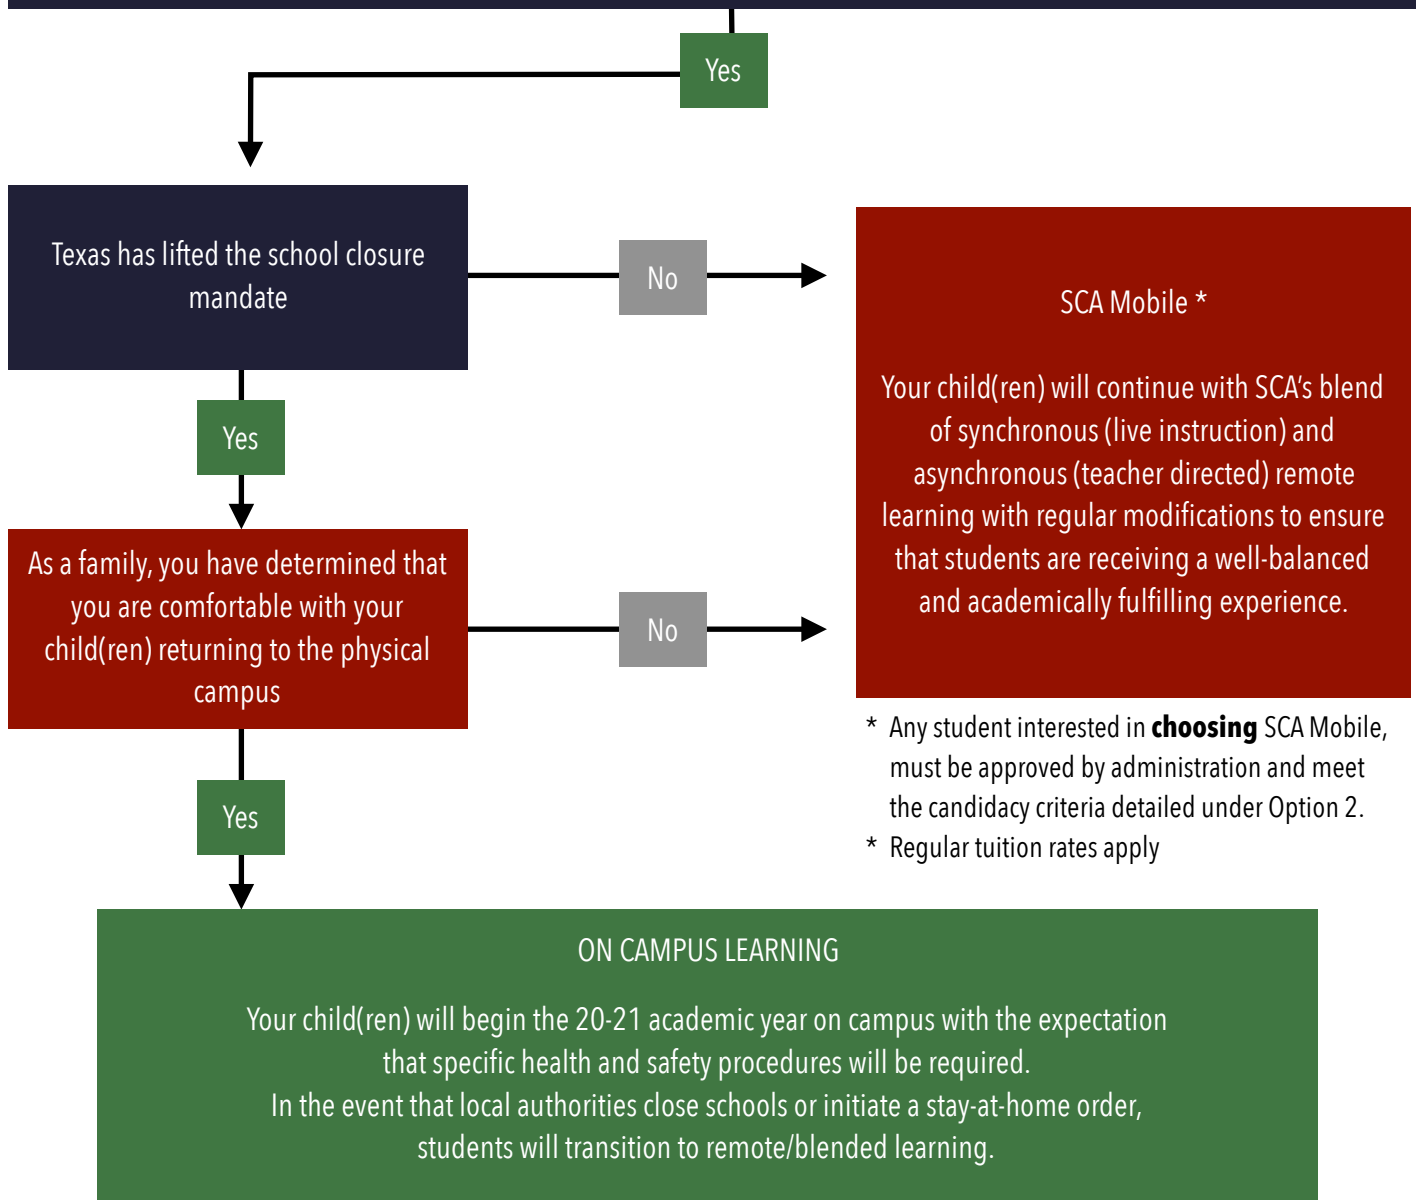 Yes
Texas has lifted the school closure
mandate
No
SCA Mobile *
Your child(ren) will continue with SCA's blend
of synchronous (live instruction) and
asynchronous (teacher directed) remote
learning with regular modifications to ensure
that students are receiving a well-balanced
and academically fulfilling experience.
Yes
As a family, you have determined that
you are comfortable with your
child(ren) returning to the physical
campus
No
* Any student interested in choosing SCA Mobile,
must be approved by administration and meet
the candidacy criteria detailed under Option 2.
* Regular tuition rates apply
Yes
ON CAMPUS LEARNING
Your child(ren) will begin the 20-21 academic year on campus with the expectation
that specific health and safety procedures will be required.
In the event that local authorities close schools or initiate a stay-at-home order,
students will transition to remote/blended learning.